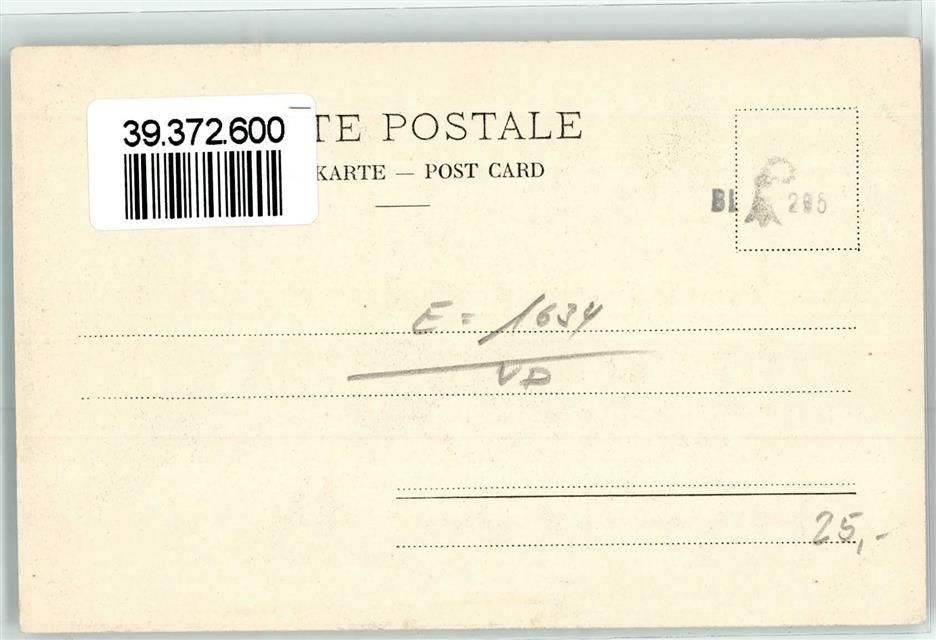 39.372.600
TE POSTALE
KARTE — POST CARD
BL 295
E = 1634
VD
25,-